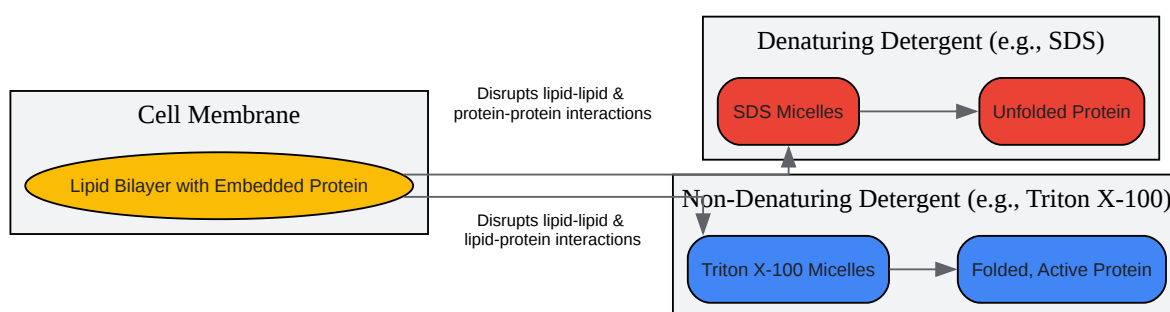 Cell Membrane
Lipid Bilayer with Embedded Protein
Disrupts lipid-lipid &
protein-protein interactions
Disrupts lipid-lipid &
lipid-protein interactions
Denaturing Detergent (e.g., SDS)
SDS Micelles
Unfolded Protein
Non-Denaturing Detergent (e.g., Triton X-100)
Triton X-100 Micelles
Folded, Active Protein